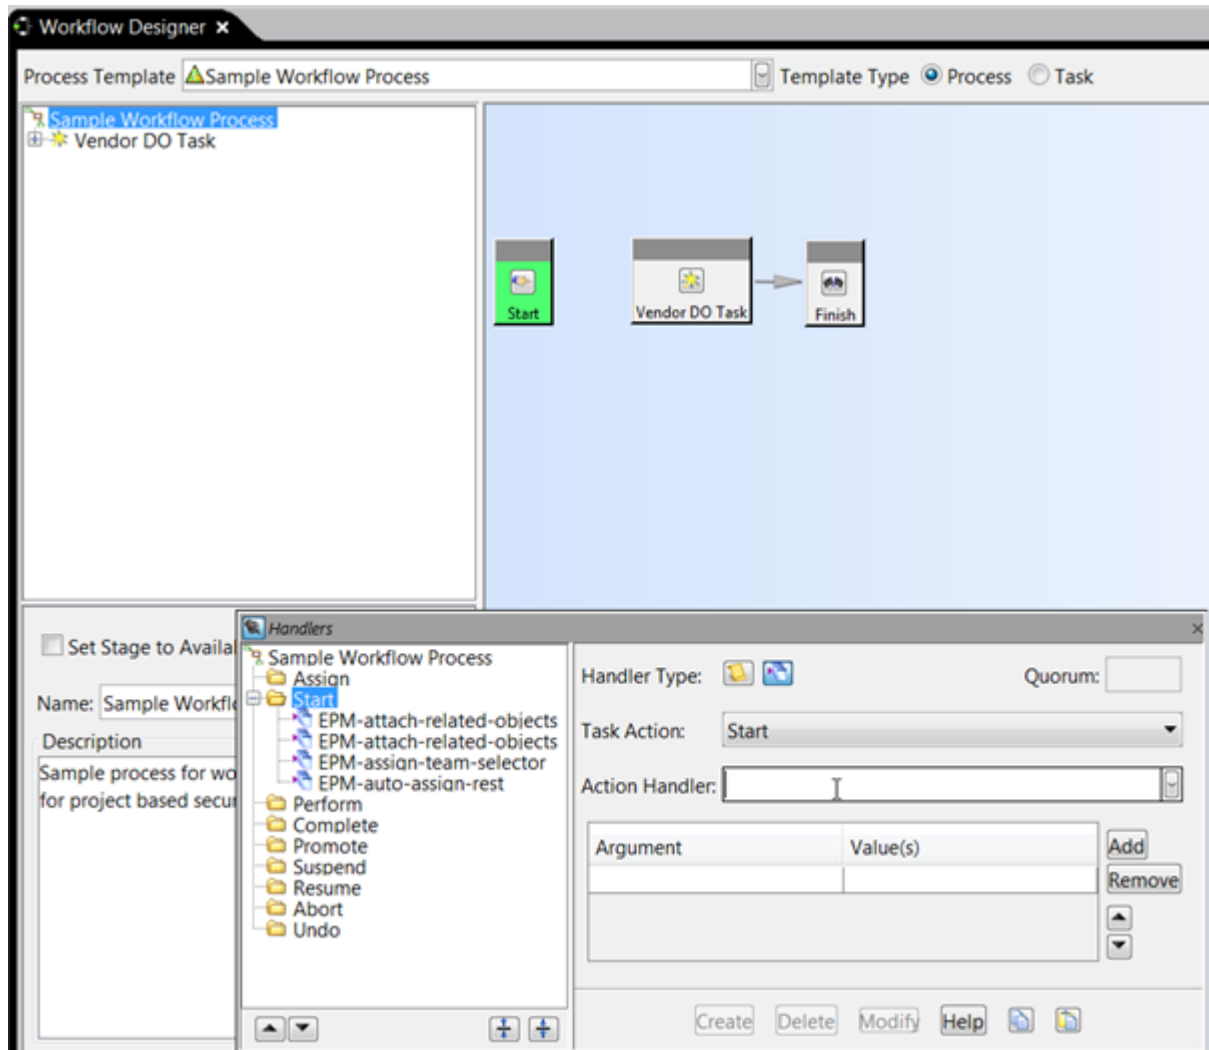 Workflow Designer
Process Template Sample Workflow Process Template Type Process Task
Sample Workflow Process
Vendor DO Task
Start
Vendor DO Task
Finish
Set Stage to Availa
Name: Sample Workfl
Description
Sample process for wo
for project based secur
Handlers
Sample Workflow Process
Assign
Start
EPM-attach-related-objects
EPM-attach-related-objects
EPM-assign-team-selector
EPM-auto-assign-rest
Perform
Complete
Promote
Suspend
Resume
Abort
Undo
Handler Type: Quorum:
Task Action: Start
Action Handler:
Argument Value(s)
Add
Remove
Create Delete Modify Help